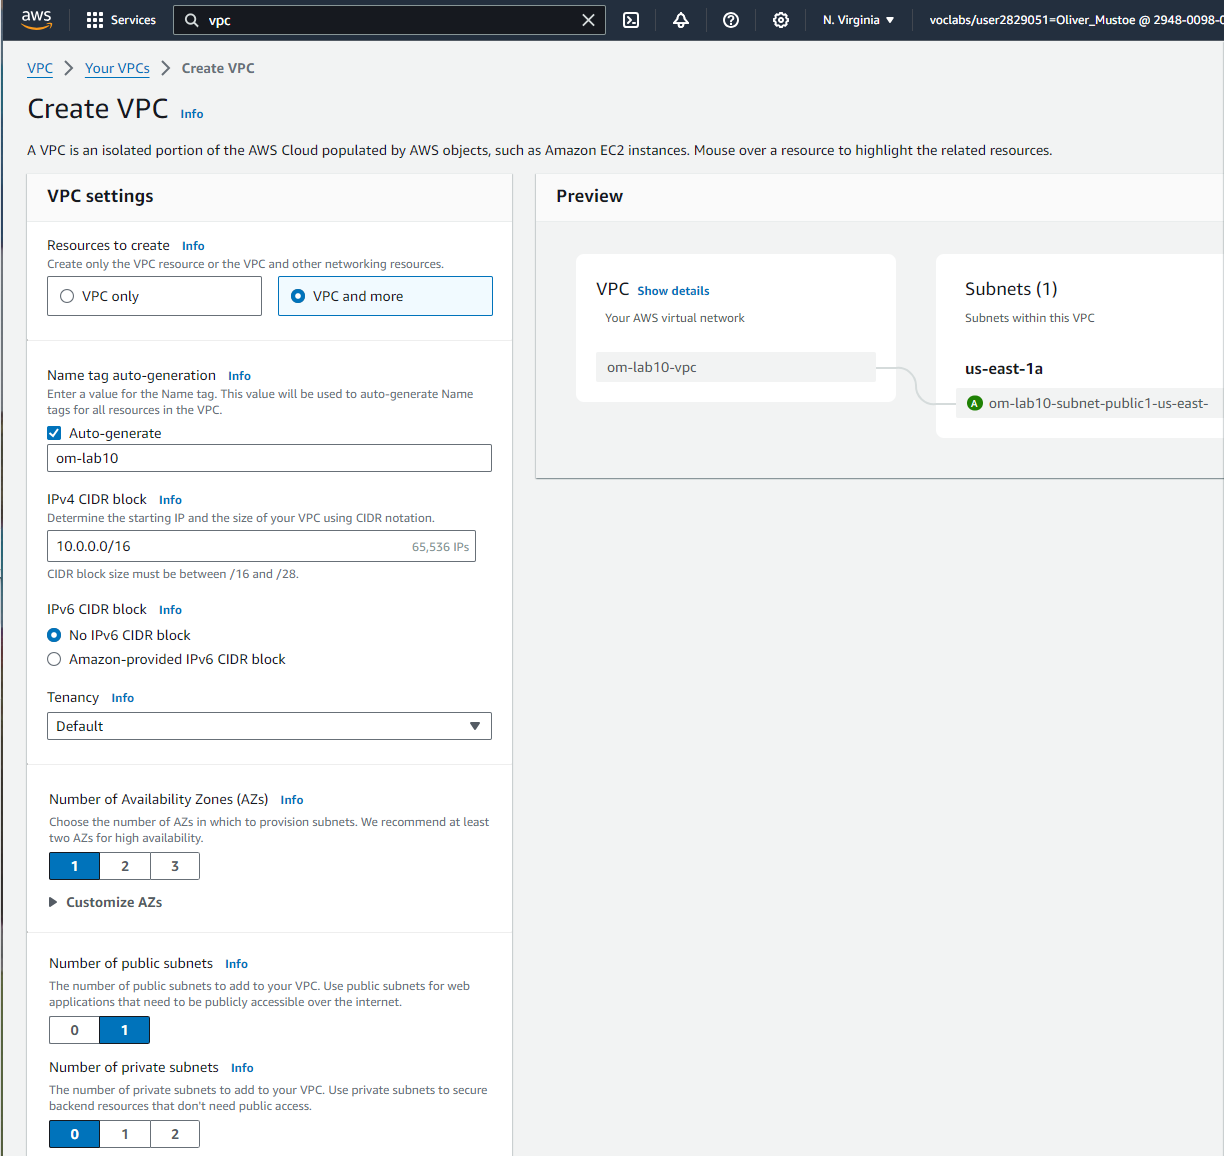 aws Services vpc N. Virginia voclabs/user2829051=Oliver_Mustoe @ 2948-0098-
VPC Your VPCs Create VPC
Create VPC Info
A VPC is an isolated portion of the AWS Cloud populated by AWS objects, such as Amazon EC2 instances. Mouse over a resource to highlight the related resources.
VPC settings
Resources to create Info
Create only the VPC resource or the VPC and other networking resources.
VPC only VPC and more
Name tag auto-generation Info
Enter a value for the Name tag. This value will be used to auto-generate Name
tags for all resources in the VPC.
Auto-generate
om-lab10
IPv4 CIDR block Info
Determine the starting IP and the size of your VPC using CIDR notation.
10.0.0.0/16 65,536 IPs
CIDR block size must be between /16 and /28.
IPv6 CIDR block Info
No IPv6 CIDR block
Amazon-provided IPv6 CIDR block
Tenancy Info
Default
Number of Availability Zones (AZs) Info
Choose the number of AZs in which to provision subnets. We recommend at least
two AZs for high availability.
1 2 3
Customize AZs
Number of public subnets Info
The number of public subnets to add to your VPC. Use public subnets for web
applications that need to be publicly accessible over the internet.
0 1
Number of private subnets Info
The number of private subnets to add to your VPC. Use private subnets to secure
backend resources that don't need public access.
0 1 2
Preview
VPC Show details
Your AWS virtual network
om-lab10-vpc
Subnets (1)
Subnets within this VPC
us-east-1a
A om-lab10-subnet-public1-us-east-